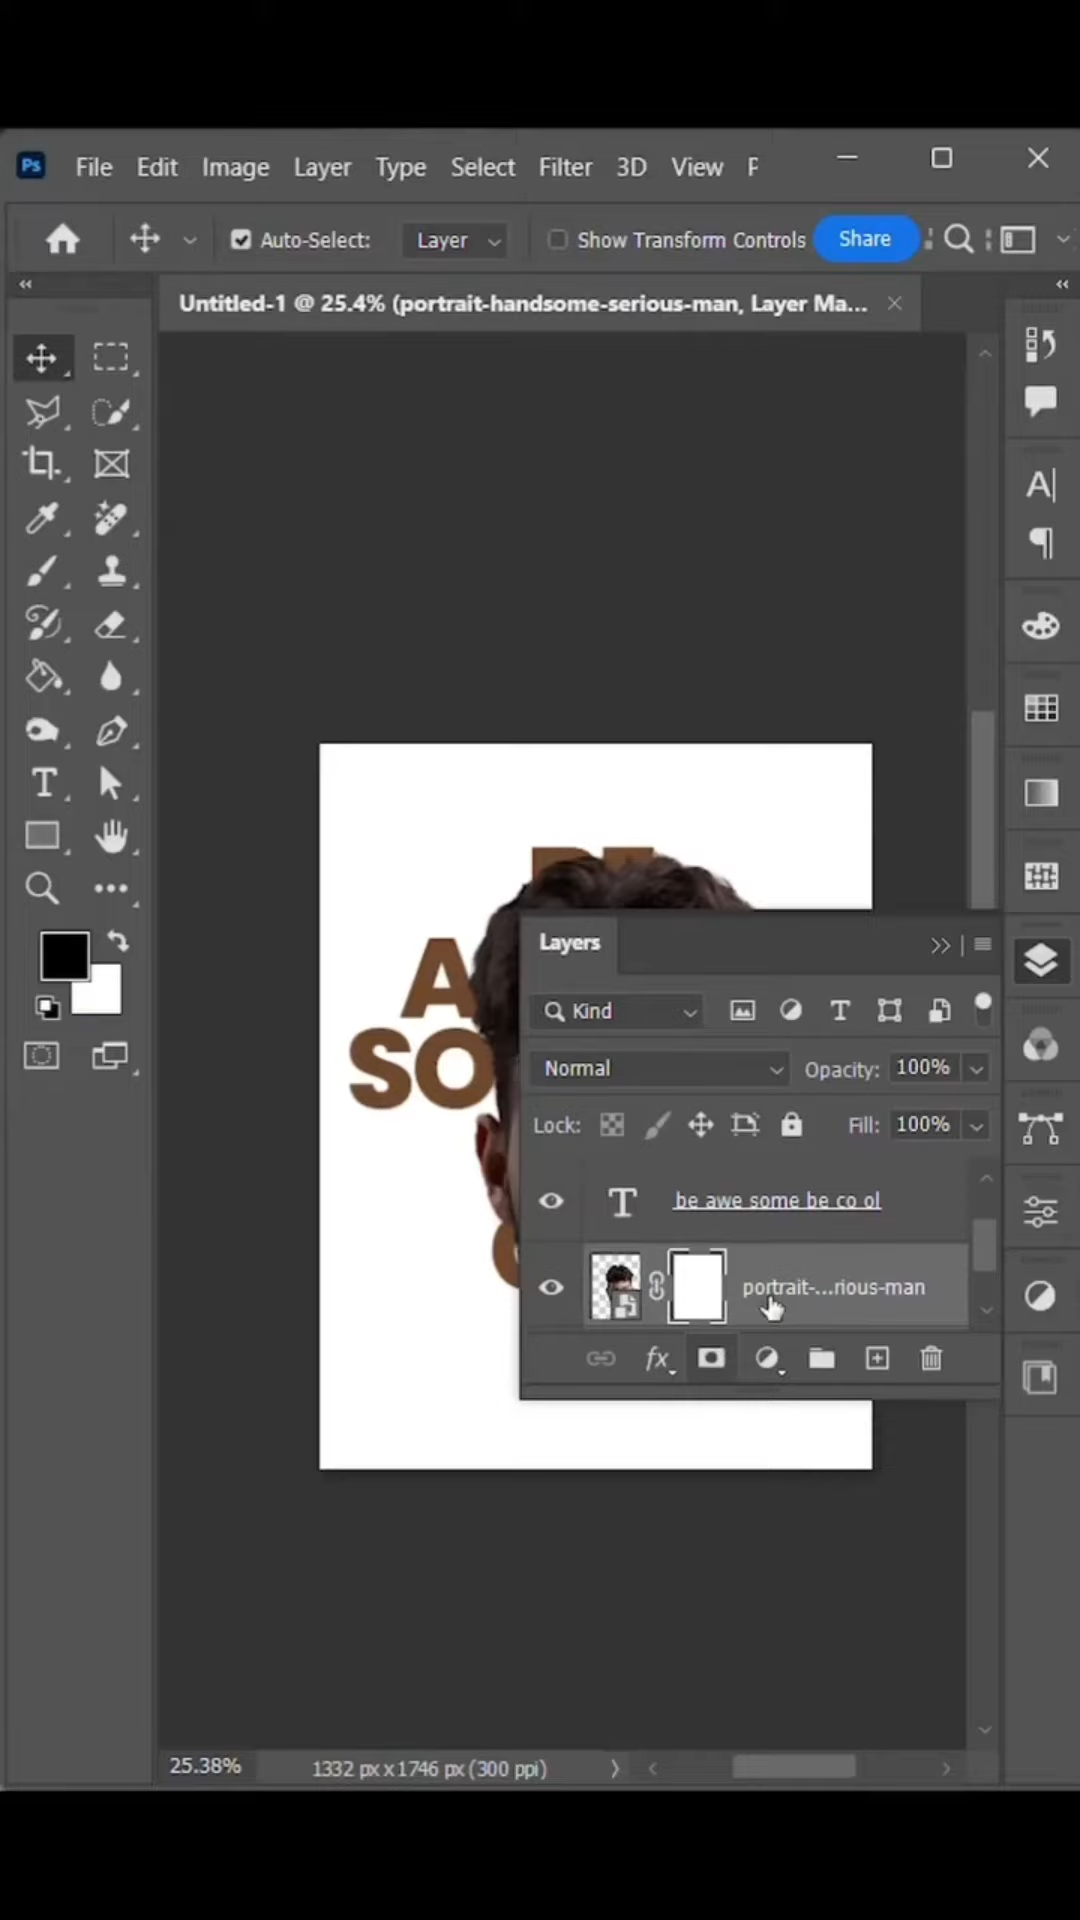 Ps File Edit Image Layer Type Select Filter 3D View P
Auto-Select: Layer Show Transform Controls Share
Untitled-1 @ 25.4% (portrait-handsome-serious-man, Layer Ma...
A
SO
Layers
Kind
Normal Opacity: 100%
Lock: Fill: 100%
be awe some be co ol
portrait-...rious-man
fx
25.38% 1332 px x 1746 px (300 ppi)